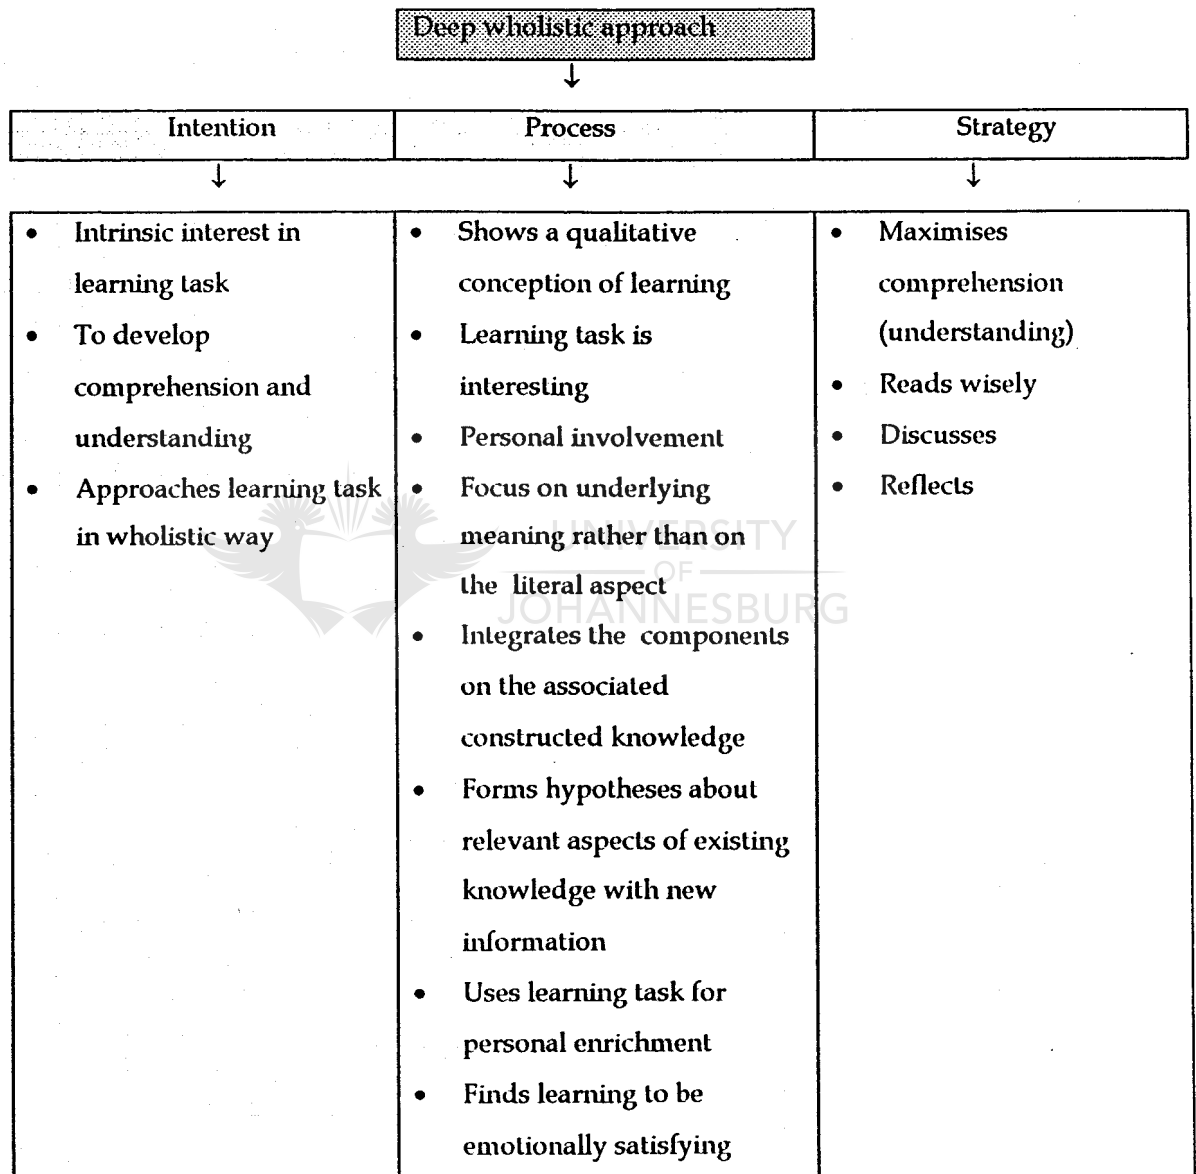 Deep wholistic approach
↓
Intention Process Strategy
↓ ↓ ↓
• Intrinsic interest in
learning task
• To develop
comprehension and
understanding
• Approaches learning task
in wholistic way
• Shows a qualitative
conception of learning
• Learning task is
interesting
• Personal involvement
• Focus on underlying
meaning rather than on
the literal aspect
• Integrates the components
on the associated
constructed knowledge
• Forms hypotheses about
relevant aspects of existing
knowledge with new
information
• Uses learning task for
personal enrichment
• Finds learning to be
emotionally satisfying
• Maximises
comprehension
(understanding)
• Reads wisely
• Discusses
• Reflects
UNIVERSITY
OF
JOHANNESBURG